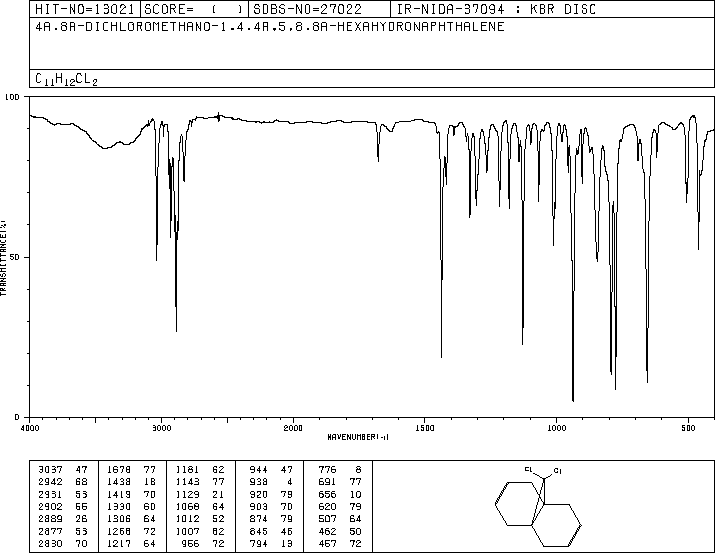 HIT-NO=13021 SCORE= ( ) SDBS-NO=27022 IR-NIDA-37094 : KBR DISC
4A,8A-DICHLOROMETHANO-1,4,4A,5,8,8A-HEXAHYDRONAPHTHALENE
C11H12CL2
100
50
0
TRANSMITTANCE(%)
4000 3000 2000 1500 1000 500
WAVENUMBER(-1)
3037 47 1678 77 1181 62 944 47 776 8
2942 68 1438 18 1143 77 938 4 691 77
2931 53 1419 70 1129 21 920 79 656 10
2902 66 1330 60 1068 64 903 70 620 79
2889 26 1306 64 1012 52 874 79 507 64
2877 53 1268 72 1007 82 845 46 462 50
2830 70 1217 64 956 72 794 13 457 72
Cl Cl